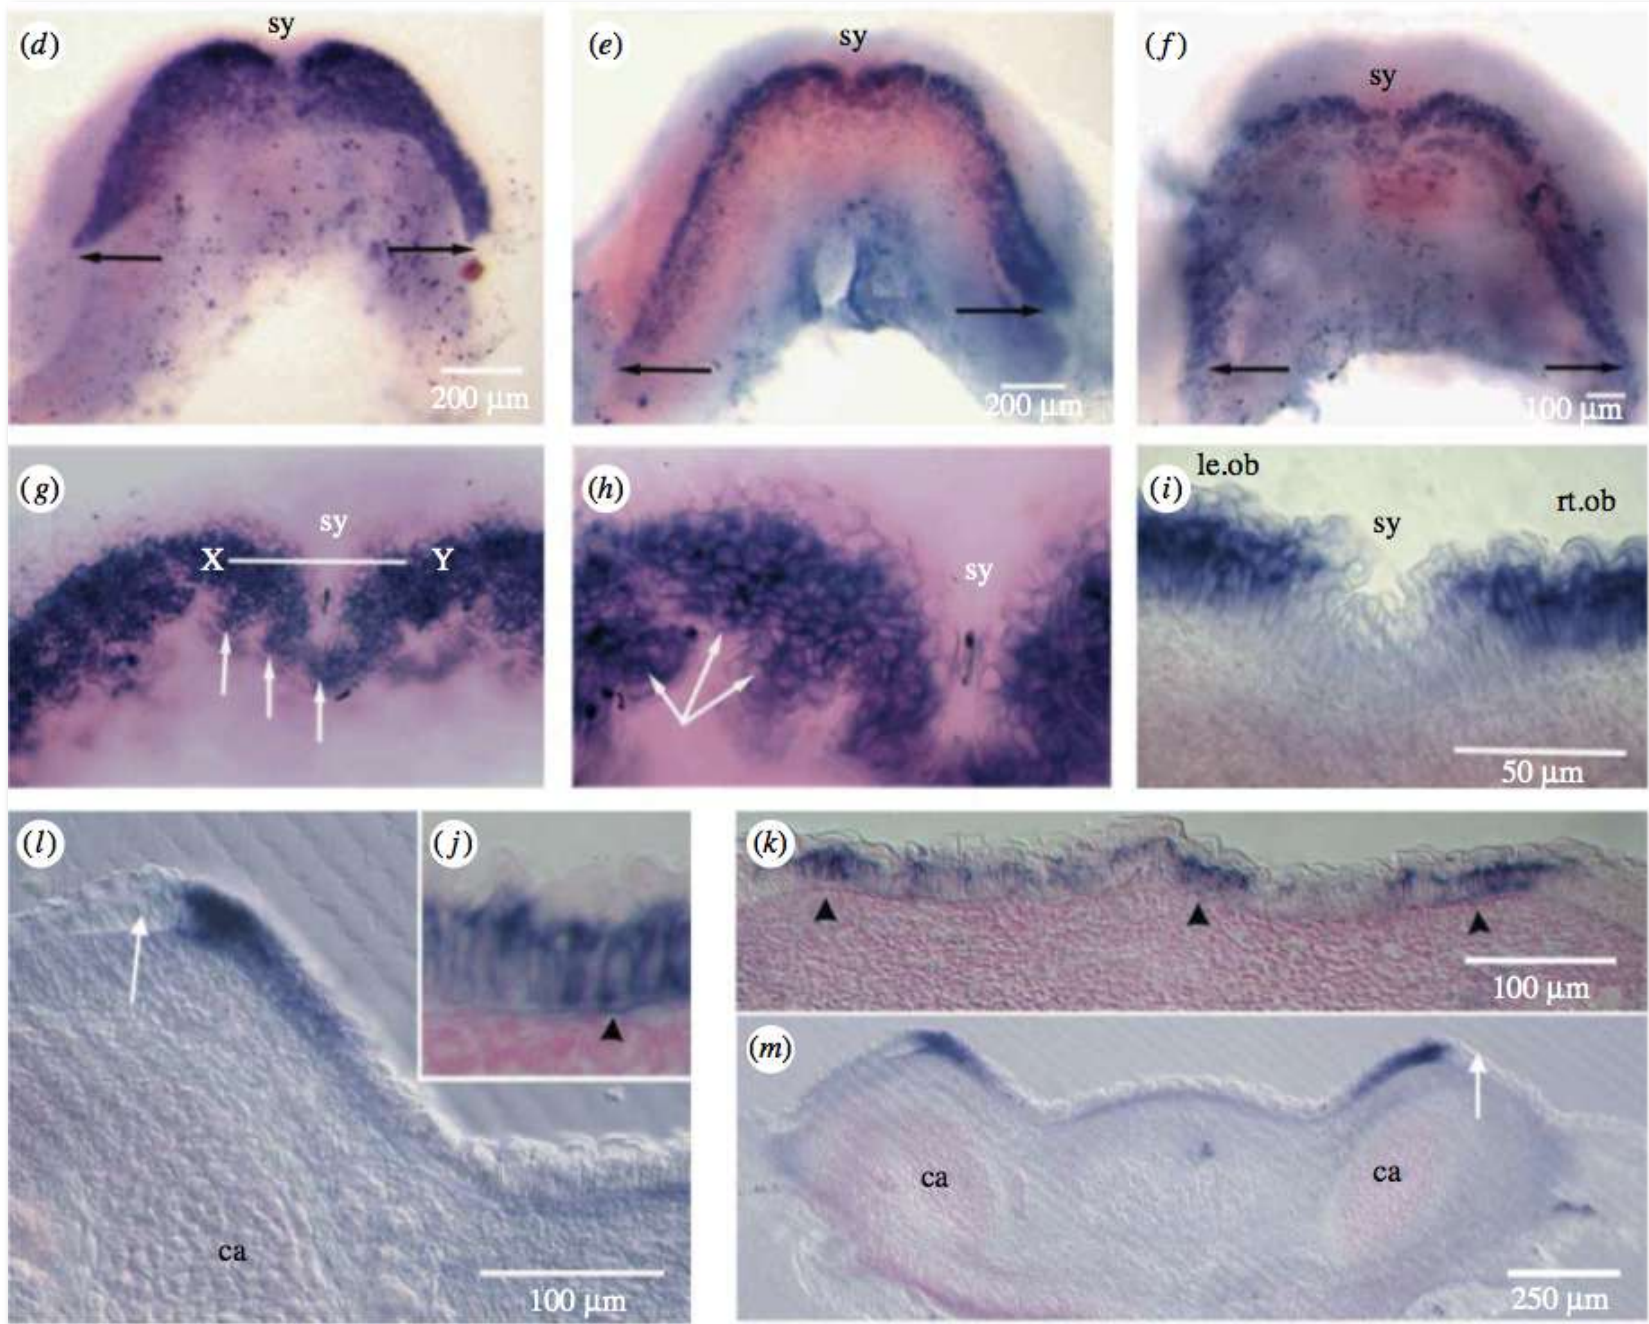 (d)
sy
200 µm
(e)
sy
200 µm
(f)
sy
100 µm
(g)
sy
X
Y
(h)
sy
(i)
le.ob
rt.ob
sy
50 µm
(l)
ca
100 µm
(j)
(k)
100 µm
(m)
ca
ca
250 µm